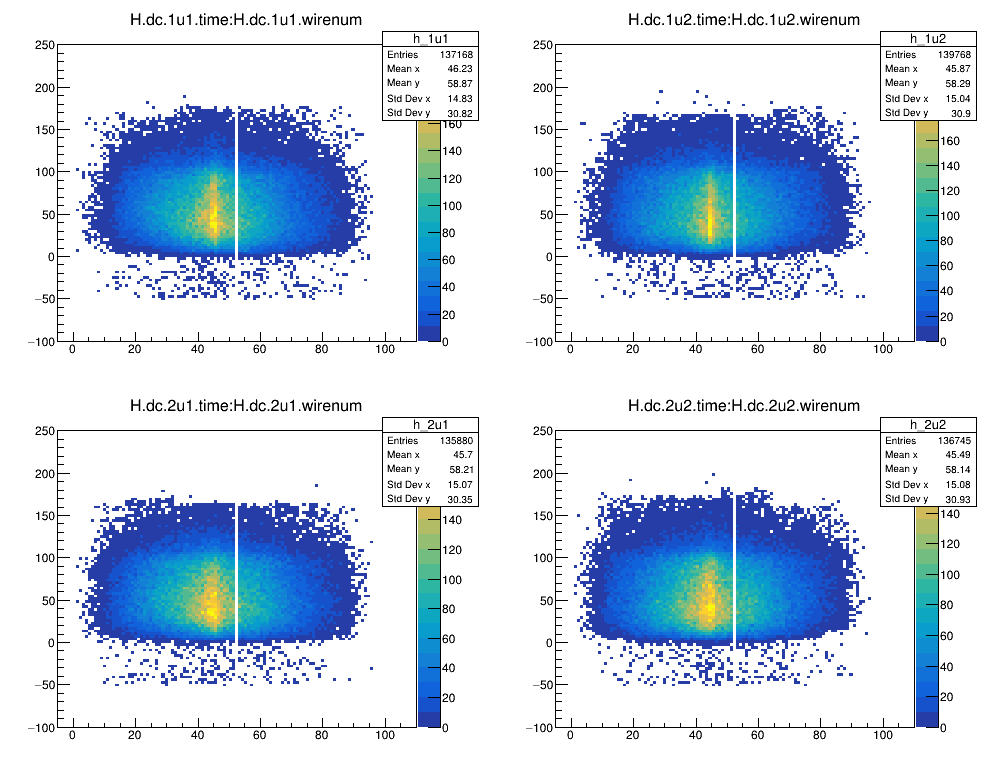 H.dc.1u1.time:H.dc.1u1.wirenum
h_1u1
Entries 137168
Mean x 46.23
Mean y 58.87
Std Dev x 14.83
Std Dev y 30.82
250
200
150
100
50
0
−50
−100
0 20 40 60 80 100
160
140
120
100
80
60
40
20
0
H.dc.1u2.time:H.dc.1u2.wirenum
h_1u2
Entries 139768
Mean x 45.87
Mean y 58.29
Std Dev x 15.04
Std Dev y 30.9
250
200
150
100
50
0
−50
−100
0 20 40 60 80 100
160
140
120
100
80
60
40
20
0
H.dc.2u1.time:H.dc.2u1.wirenum
h_2u1
Entries 135880
Mean x 45.7
Mean y 58.21
Std Dev x 15.07
Std Dev y 30.35
250
200
150
100
50
0
−50
−100
0 20 40 60 80 100
140
120
100
80
60
40
20
0
H.dc.2u2.time:H.dc.2u2.wirenum
h_2u2
Entries 136745
Mean x 45.49
Mean y 58.14
Std Dev x 15.08
Std Dev y 30.93
250
200
150
100
50
0
−50
−100
0 20 40 60 80 100
140
120
100
80
60
40
20
0